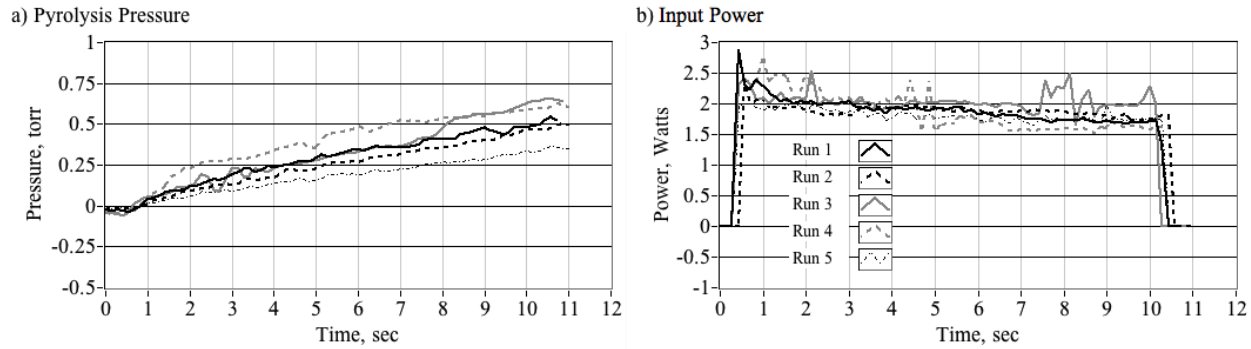 a) Pyrolysis Pressure
1
0.75
0.5
0.25
0
-0.25
-0.5
Pressure, torr
0 1 2 3 4 5 6 7 8 9 10 11 12
Time, sec
b) Input Power
3
2.5
2
1.5
1
0.5
0
-0.5
-1
Power, Watts
Run 1
Run 2
Run 3
Run 4
Run 5
0 1 2 3 4 5 6 7 8 9 10 11 12
Time, sec